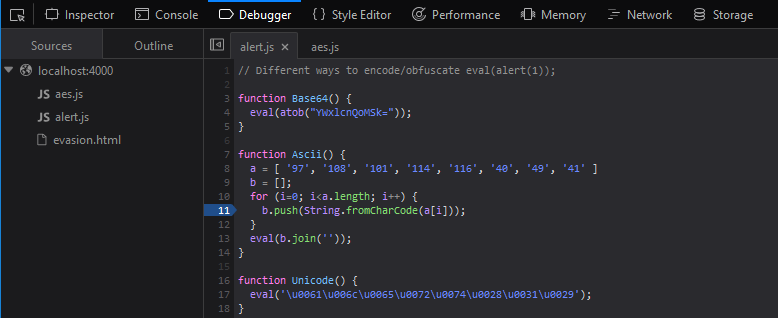 Inspector Console Debugger Style Editor Performance Memory Network Storage
Sources Outline alert.js × aes.js
localhost:4000
JS aes.js
JS alert.js
evasion.html
1 // Different ways to encode/obfuscate eval(alert(1));
2
3 function Base64() {
4 eval(atob("YWxlcnQoMSk="));
5 }
6
7 function Ascii() {
8 a = [ '97', '108', '101', '114', '116', '40', '49', '41' ]
9 b = [];
10 for (i=0; i<a.length; i++) {
11 b.push(String.fromCharCode(a[i]));
12 }
13 eval(b.join(''));
14 }
15
16 function Unicode() {
17 eval('\u0061\u006c\u0065\u0072\u0074\u0028\u0031\u0029');
18 }